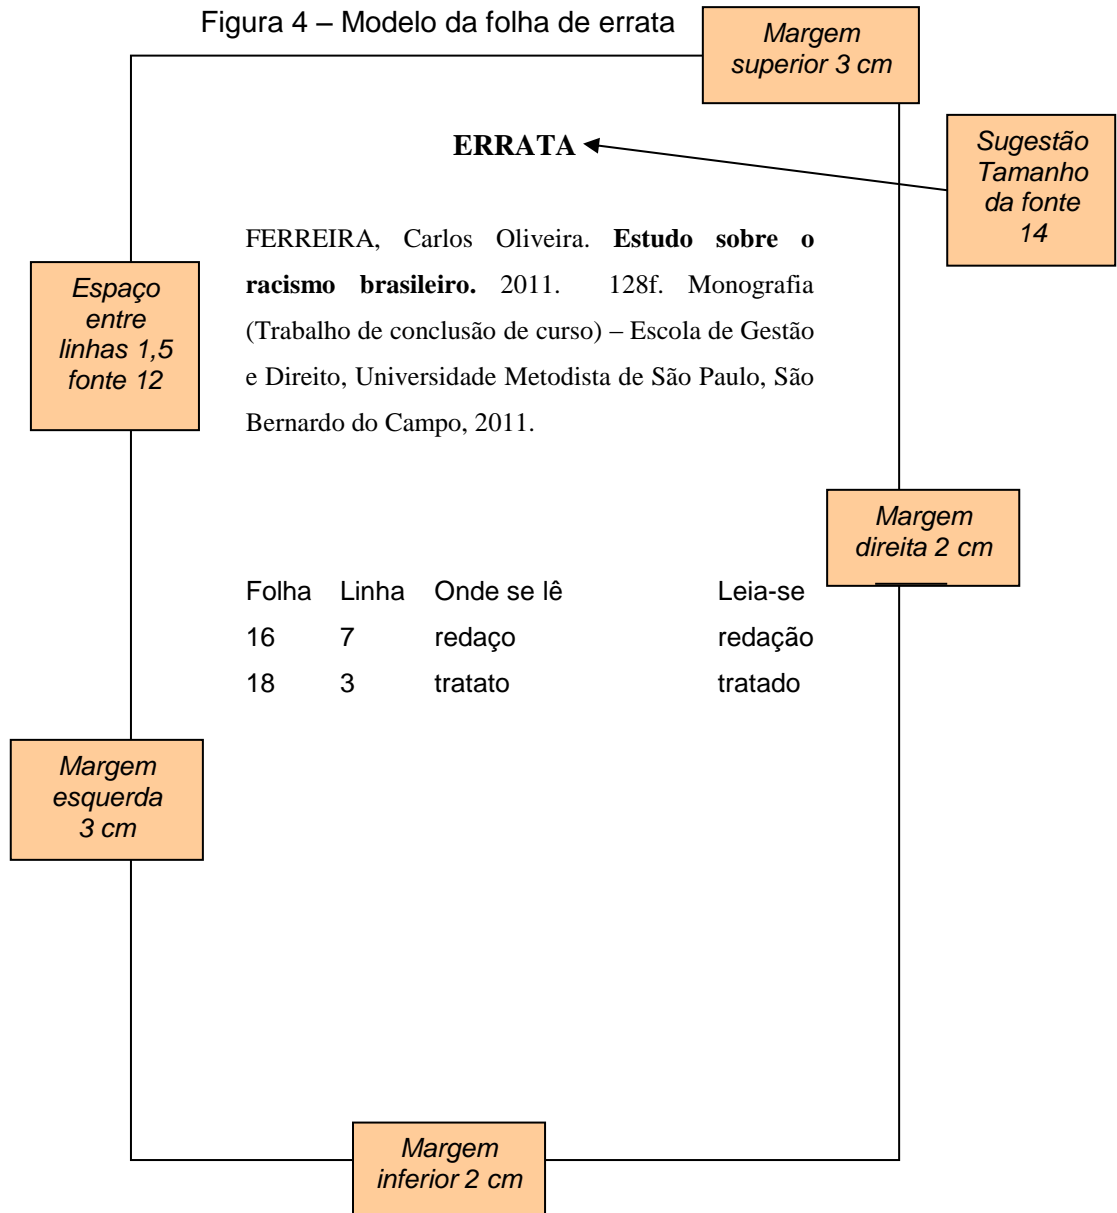 Figura 4 – Modelo da folha de errata
Margem
superior 3 cm
ERRATA
Sugestão
Tamanho
da fonte
14
FERREIRA, Carlos Oliveira. Estudo sobre o
racismo brasileiro. 2011. 128f. Monografia
(Trabalho de conclusão de curso) – Escola de Gestão
e Direito, Universidade Metodista de São Paulo, São
Bernardo do Campo, 2011.
Espaço
entre
linhas 1,5
fonte 12
Margem
direita 2 cm
Folha Linha Onde se lê Leia-se
16 7 redaço redação
18 3 tratato tratado
Margem
esquerda
3 cm
Margem
inferior 2 cm